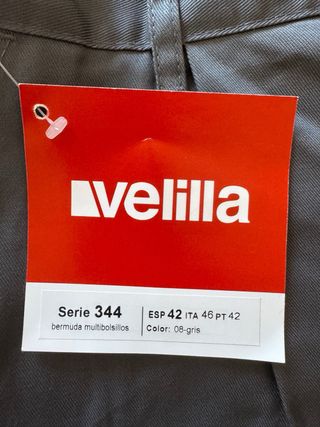 velilla
Serie 344
bermuda multibolsillos
ESP 42 ITA 46 PT 42
Color: 08-gris